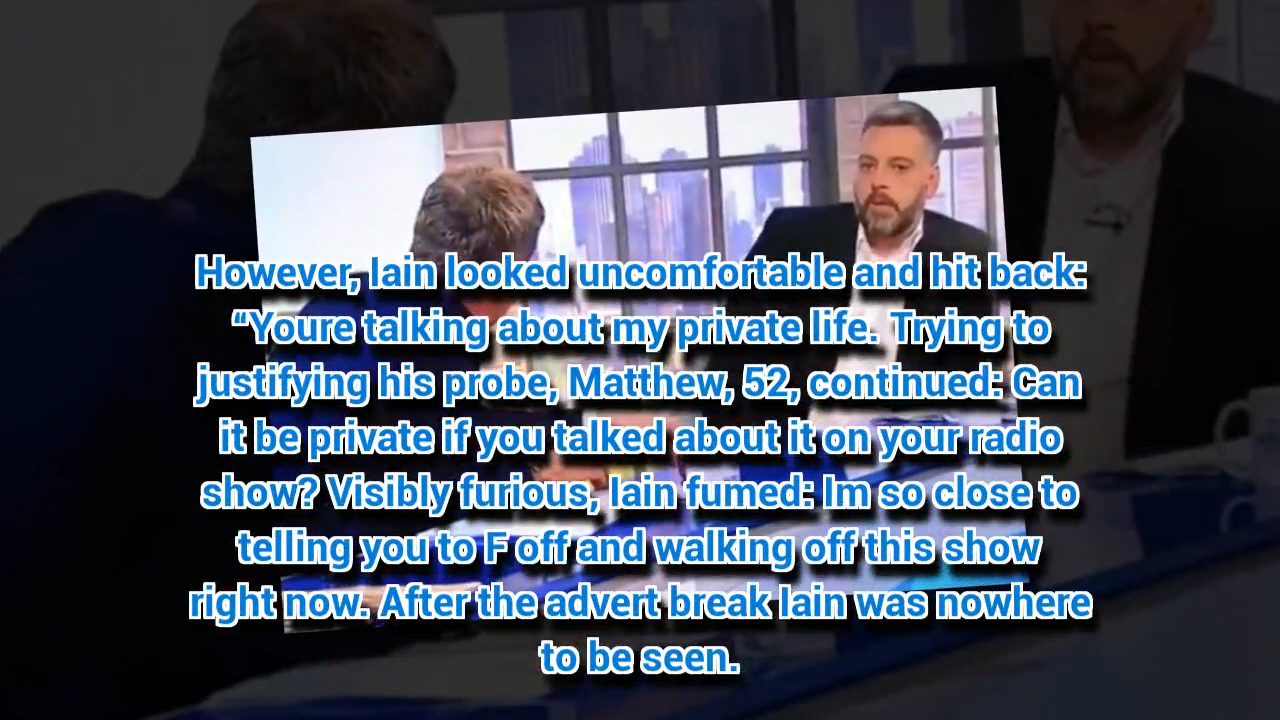 However, Iain looked uncomfortable and hit back:
“Youre talking about my private life. Trying to
justifying his probe, Matthew, 52, continued: Can
it be private if you talked about it on your radio
show? Visibly furious, Iain fumed: Im so close to
telling you to F off and walking off this show
right now. After the advert break Iain was nowhere
to be seen.